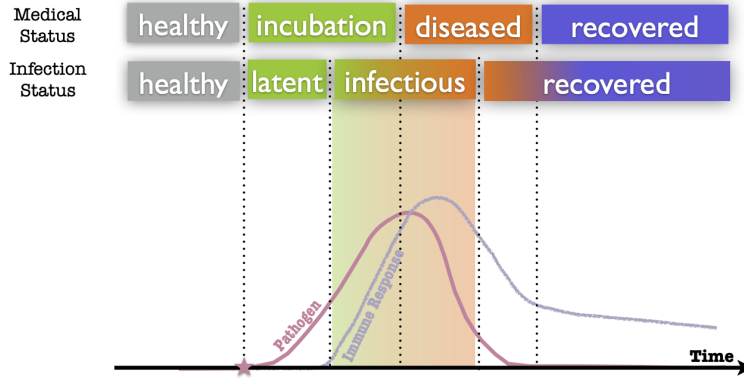 Medical
Status
healthy
incubation
diseased
recovered
Infection
Status
healthy
latent
infectious
recovered
Pathogen
Immune Response
Time